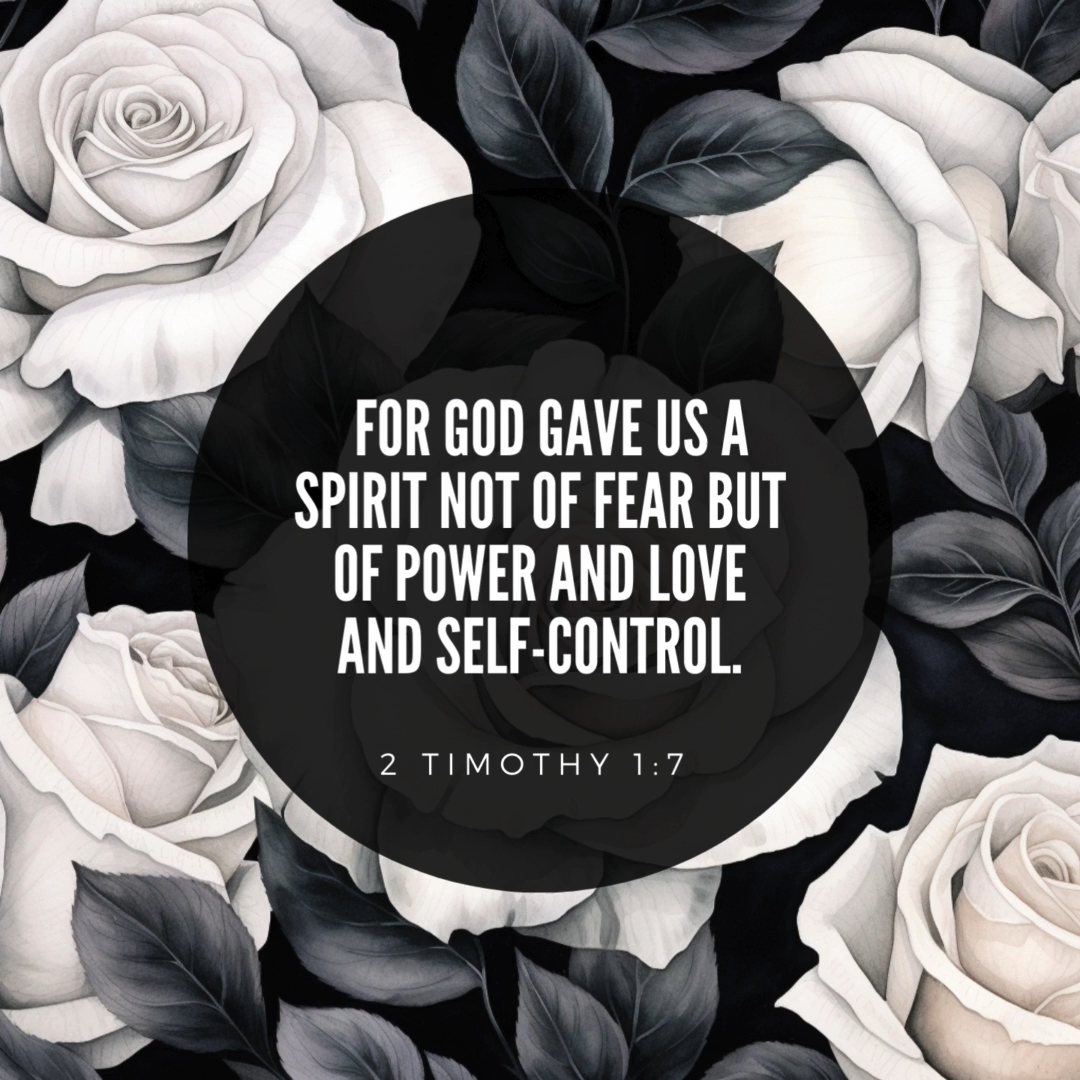 FOR GOD GAVE US A
SPIRIT NOT OF FEAR BUT
OF POWER AND LOVE
AND SELF-CONTROL.
2 TIMOTHY 1:7